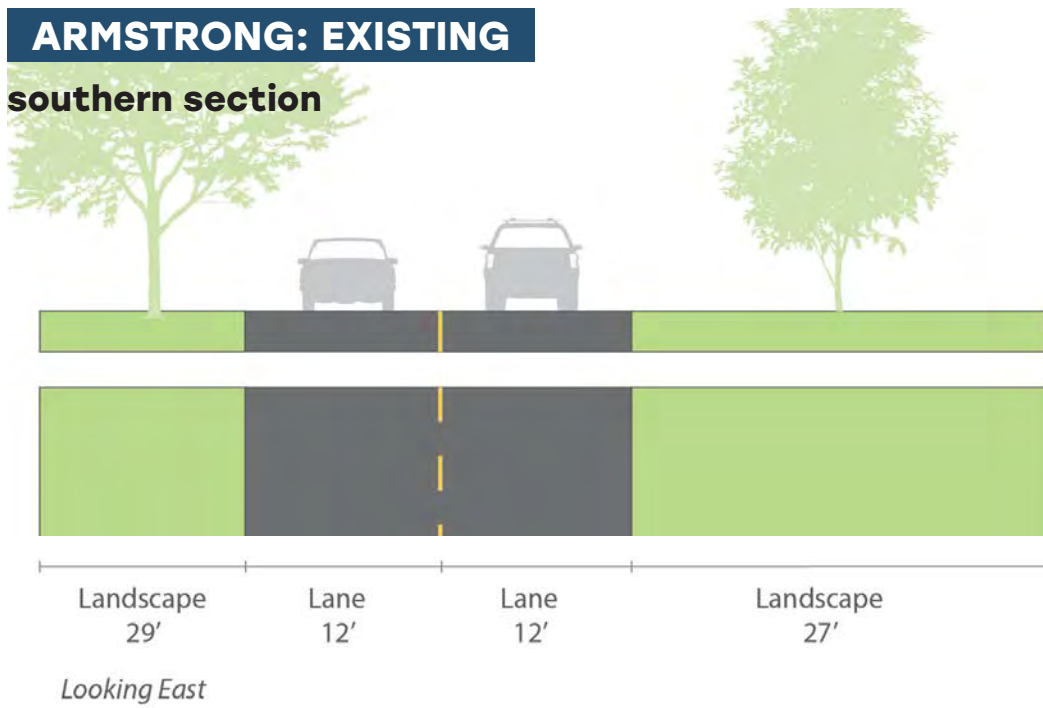 ARMSTRONG: EXISTING
southern section
Landscape Lane Lane Landscape
29′ 12′ 12′ 27′
Looking East